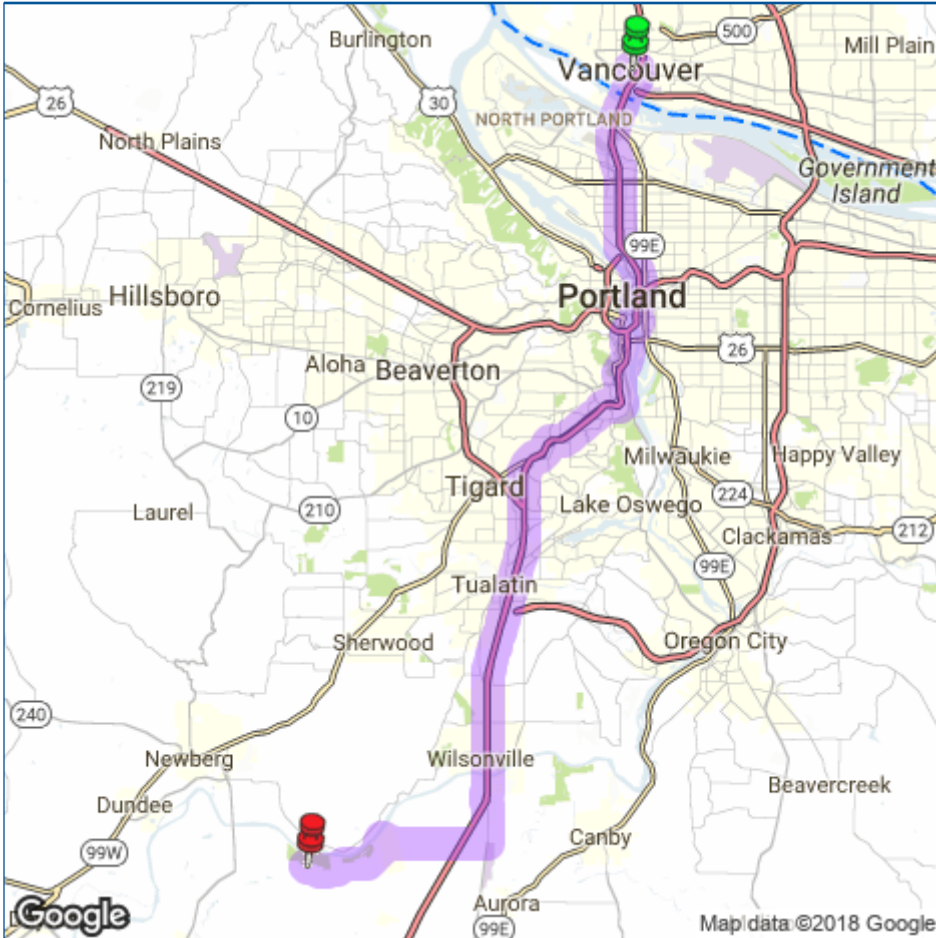 Burlington
500
Mill Plain
Vancouver
26
30
NORTH PORTLAND
North Plains
Government
Island
99E
Cornelius
Hillsboro
Portland
26
Aloha
Beaverton
219
10
Milwaukie
Happy Valley
Tigard
224
Laurel
210
Lake Oswego
212
Clackamas
99E
Tualatin
Sherwood
Oregon City
240
Newberg
Wilsonville
Beavercreek
Dundee
Canby
99W
Aurora
99E
Google
Map data ©2018 Google